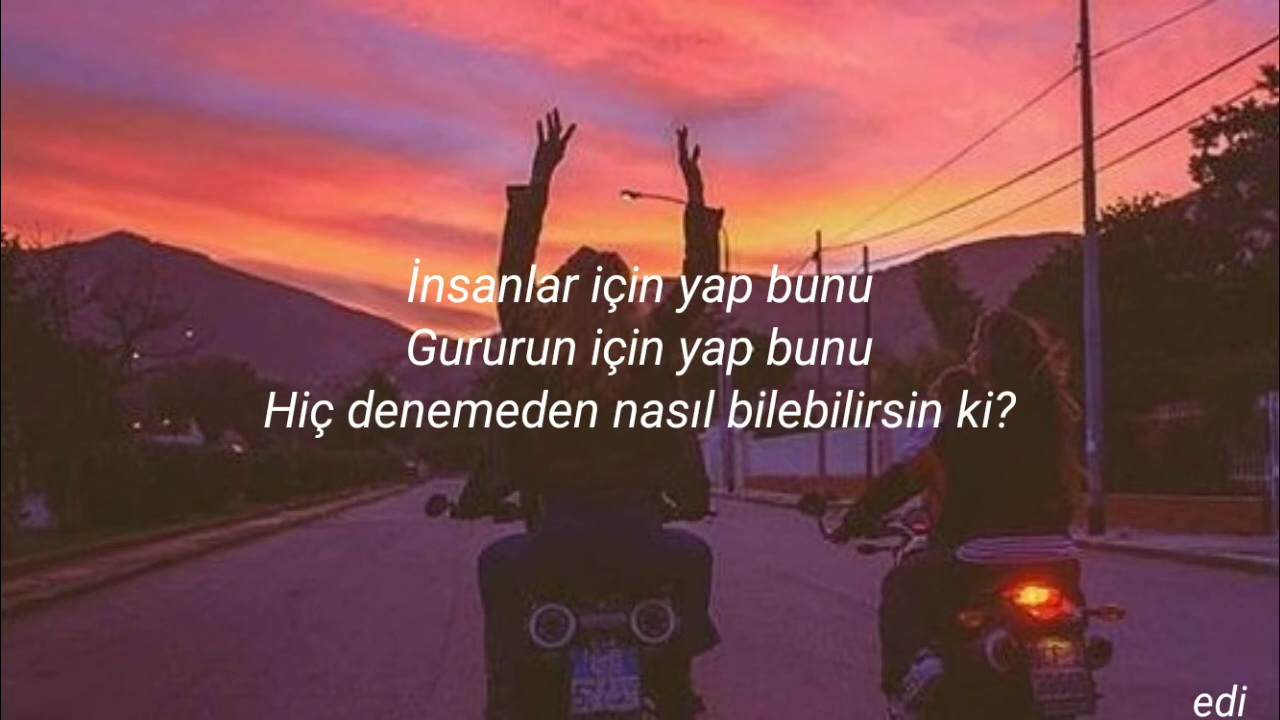 İnsanlar için yap bunu
Gururun için yap bunu
Hiç denemeden nasıl bilebilirsin ki?
edi